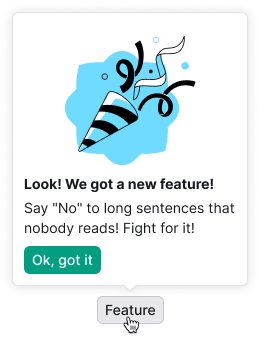 Look! We got a new feature!
Say "No" to long sentences that
nobody reads! Fight for it!
Ok, got it
Feature